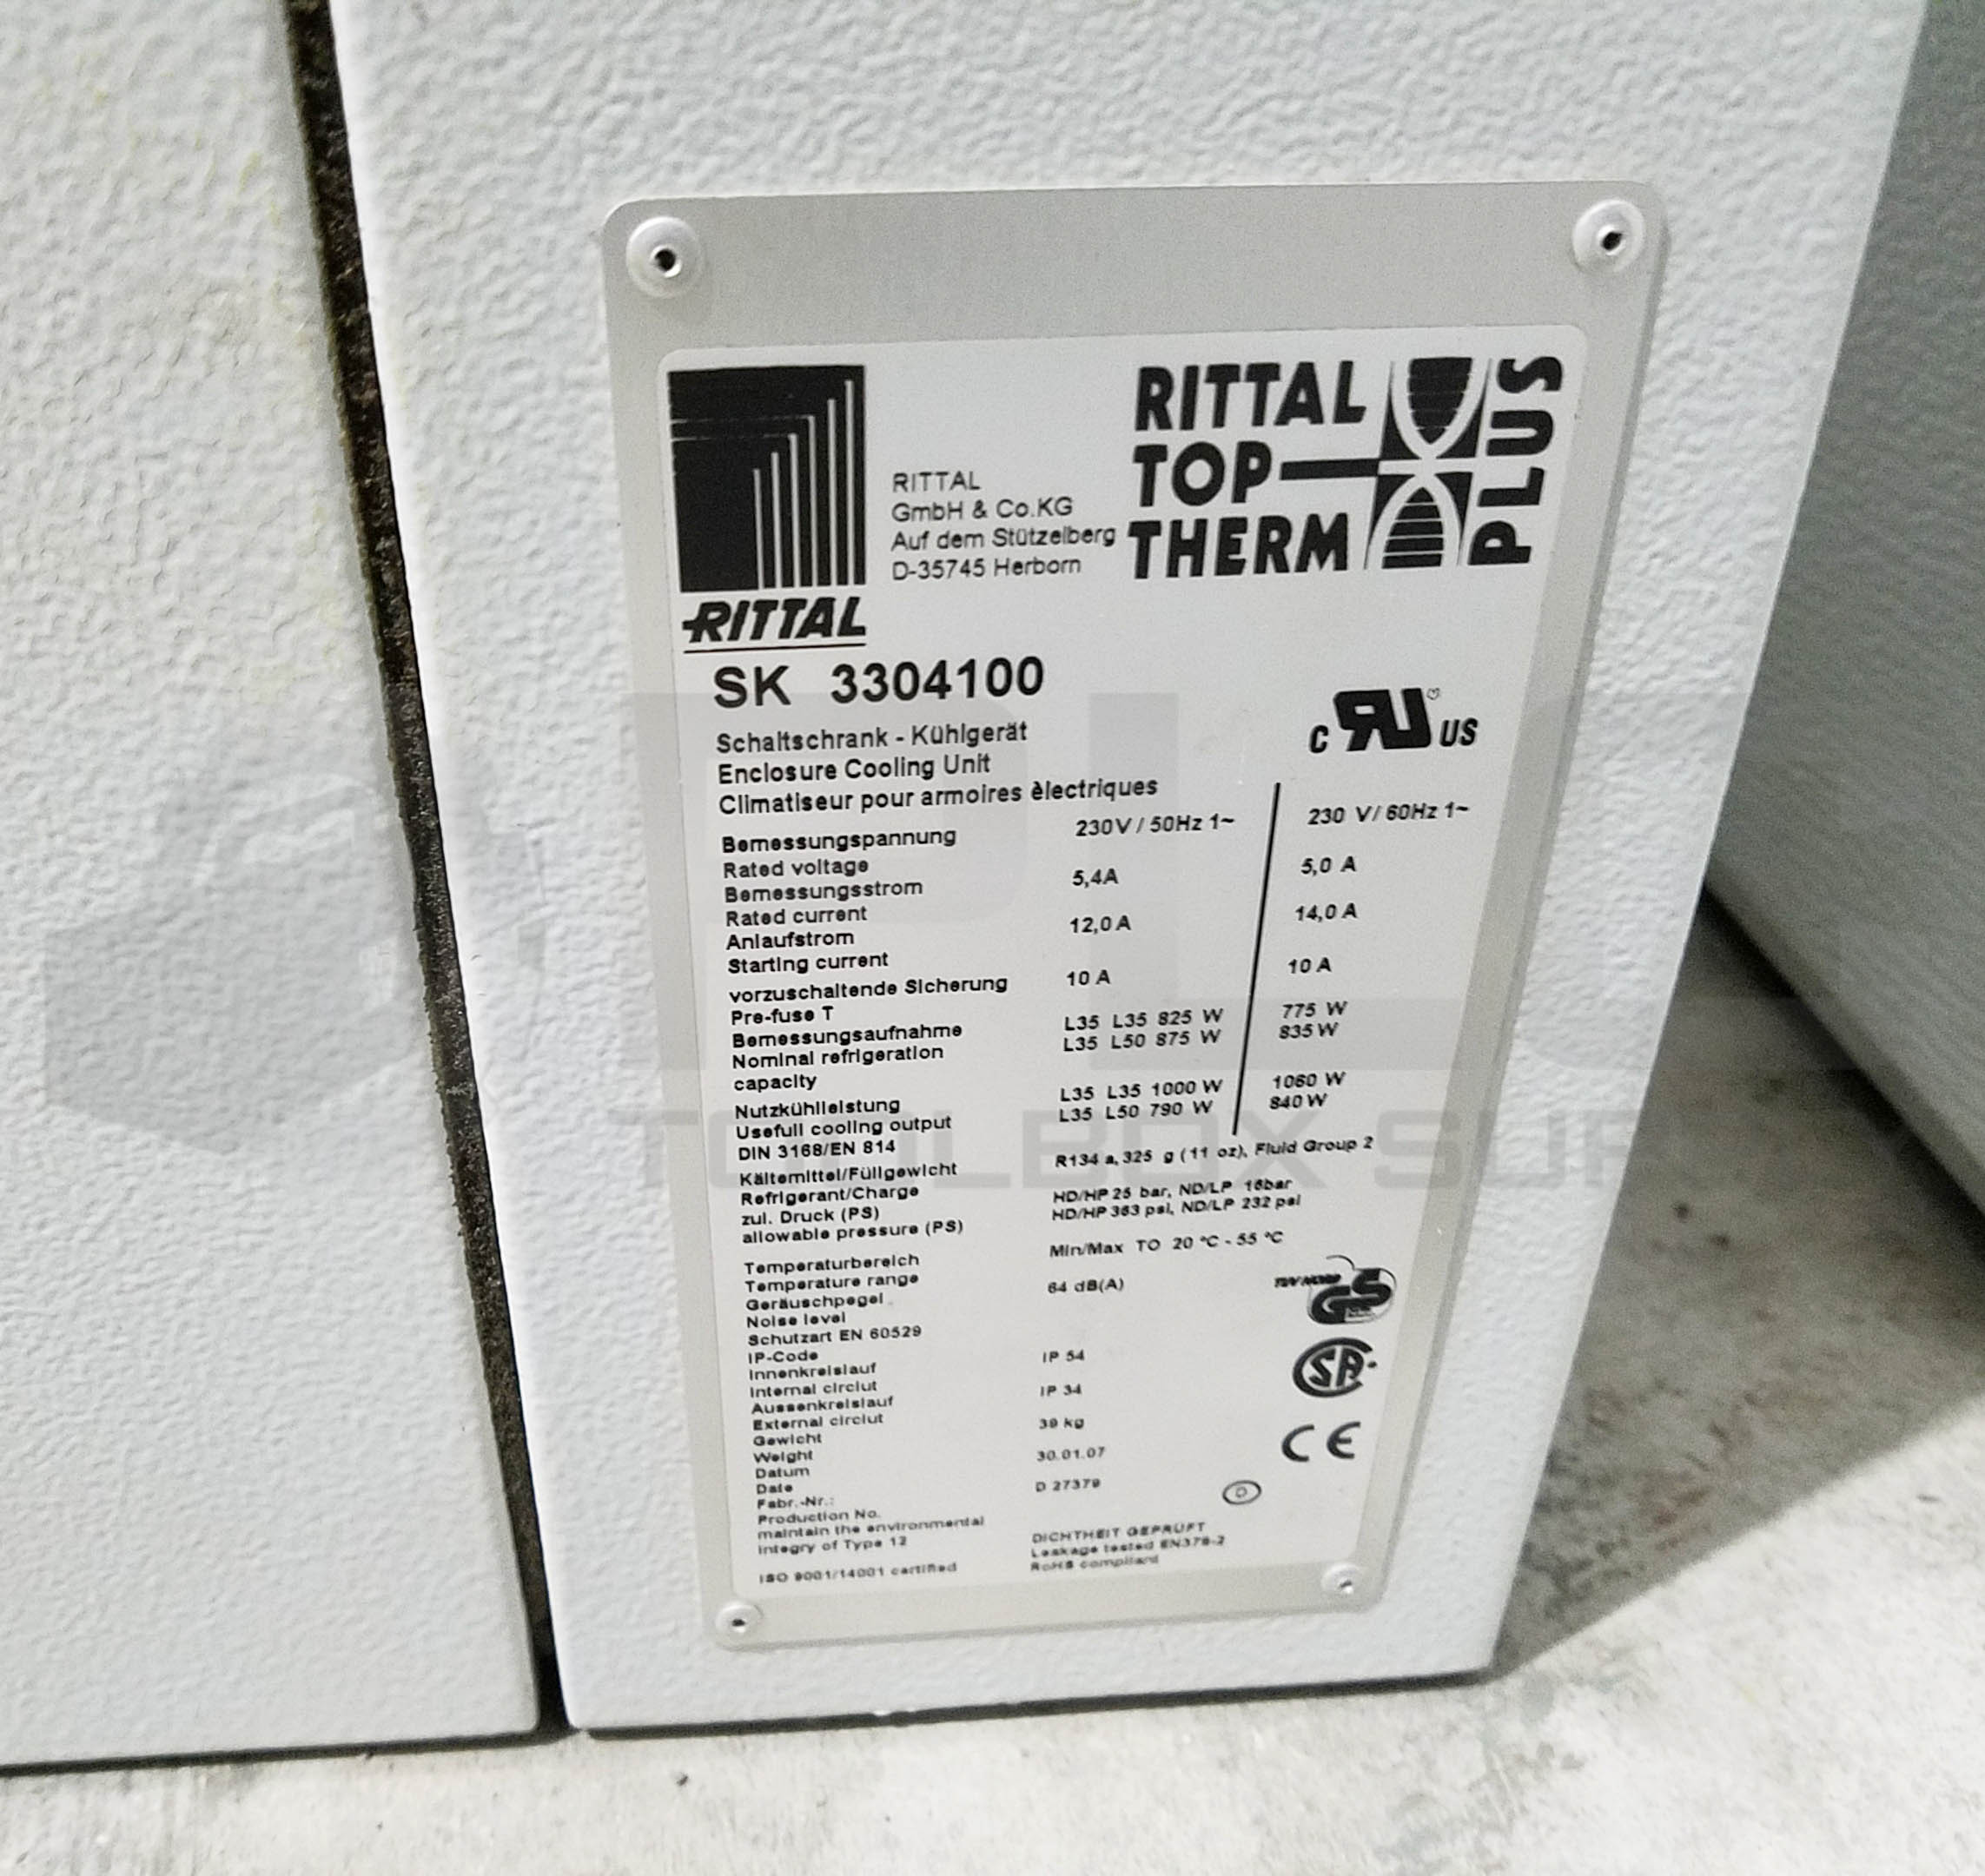 RITTAL
GmbH & Co.KG
Auf dem Stützelberg
D-35745 Herborn
RITTAL
TOP
THERM
PLUS
RITTAL
SK 3304100
Schaltschrank - Kühlgerät
Enclosure Cooling Unit
Climatiseur pour armoires èlectriques
C RU US
Bemessungspannung 230V / 50Hz 1~ 230 V/ 60Hz 1~
Rated voltage
Bemessungsstrom 5,4A 5,0 A
Rated current
Anlaufstrom 12,0 A 14,0 A
Starting current
vorzuschaltende Sicherung 10 A 10 A
Pre-fuse T
Bemessungsaufnahme L35 L35 825 W 775 W
Nominal refrigeration L35 L50 875 W 835 W
capacity
Nutzkühlleistung L35 L35 1000 W 1060 W
Usefull cooling output L35 L50 790 W 840 W
DIN 3168/EN 814
Kältemittel/Füllgewicht R134 a, 325 g (11 oz), Fluid Group 2
Refrigerant/Charge
zul. Druck (PS) HD/HP 25 bar, ND/LP 16bar
allowable pressure (PS) HD/HP 363 psi, ND/LP 232 psi
Temperaturbereich Min/Max TO 20 °C - 55 °C
Temperature range
Geräuschpegel 64 dB(A)
Noise level
Schutzart EN 60529
IP-Code
Innenkreislauf IP 54
Internal circiut
Aussenkreislauf IP 34
External circiut
Gewicht 39 kg
Weight
Datum 30.01.07
Date
Fabr.-Nr.: D 27379
Production No.
maintain the environmental
integry of Type 12
DICHTHEIT GEPRÜFT
Leakage tested EN378-2
RoHS compliant
ISO 9001/14001 certified
TÜV NORD
GS
SA
CE
D
TOOLBOX SUP